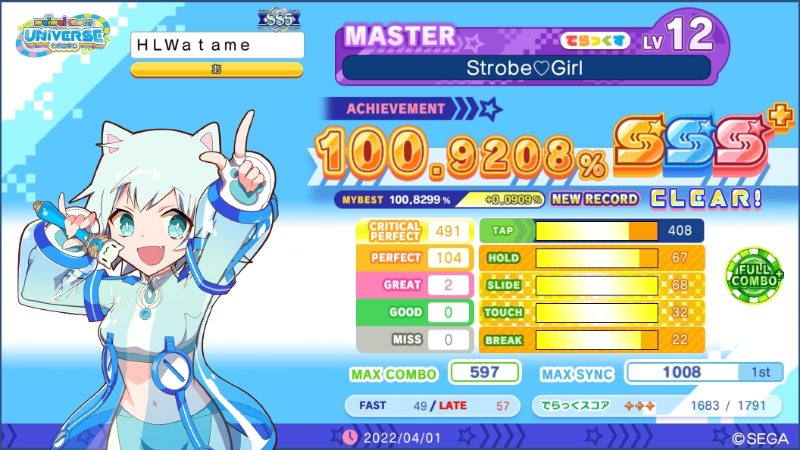 maimai でらっくす
UNiVERSE
SS5
HLWatame
あ
MASTER
でらっくす
LV 12
Strobe♡Girl
ACHIEVEMENT
100.9208%
SSS+
MYBEST 100,8299% +0.0909%
NEW RECORD
CLEAR!
CRITICAL PERFECT 491
PERFECT 104
GREAT 2
GOOD 0
MISS 0
TAP 408
HOLD 67
SLIDE 68
TOUCH 32
BREAK 22
FULL COMBO+
MAX COMBO 597
MAX SYNC 1008 1st
FAST 49 / LATE 57
でらっくスコア 1683 / 1791
2022/04/01
©SEGA